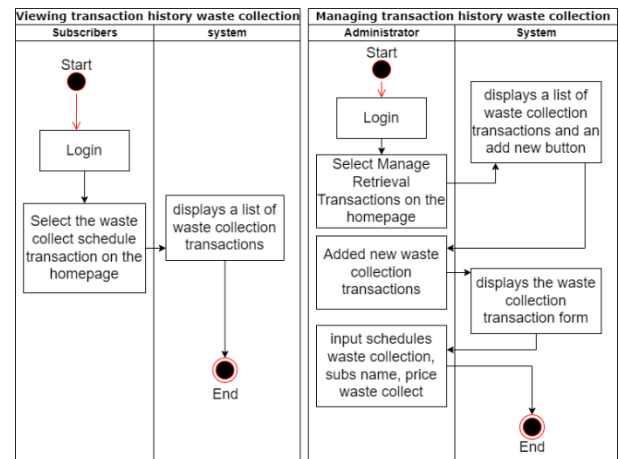 Viewing transaction history waste collection
Subscribers
system
Start
Login
Select the waste
collect schedule
transaction on the
homepage
displays a list of
waste collection
transactions
End
Managing transaction history waste collection
Administrator
System
Start
Login
Select Manage
Retrieval
Transactions on the
homepage
displays a list of
waste collection
transactions and an
add new button
Added new waste
collection
transactions
displays the waste
collection
transaction form
input schedules
waste collection,
subs name, price
waste collect
End